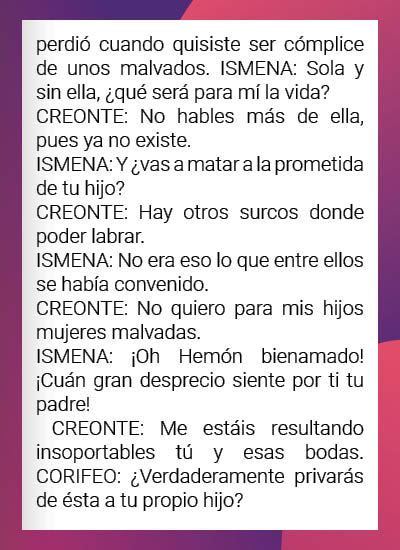 perdió cuando quisiste ser cómplice
de unos malvados. ISMENA: Sola y
sin ella, ¿qué será para mí la vida?
CREONTE: No hables más de ella,
pues ya no existe.
ISMENA: Y ¿vas a matar a la prometida
de tu hijo?
CREONTE: Hay otros surcos donde
poder labrar.
ISMENA: No era eso lo que entre ellos
se había convenido.
CREONTE: No quiero para mis hijos
mujeres malvadas.
ISMENA: ¡Oh Hemón bienamado!
¡Cuán gran desprecio siente por ti tu
padre!
CREONTE: Me estáis resultando
insoportables tú y esas bodas.
CORIFEO: ¿Verdaderamente privarás
de ésta a tu propio hijo?